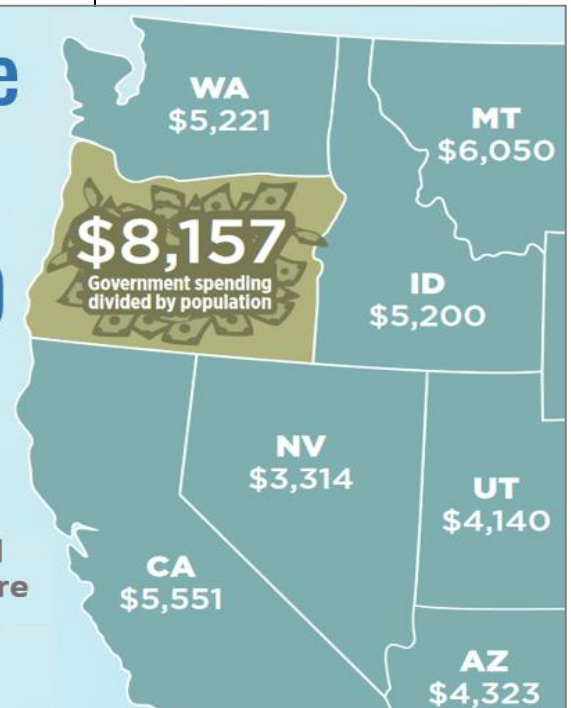 e
WA
$5,221
MT
$6,050
$8,157
Government spending
divided by population
ID
$5,200
NV
$3,314
UT
$4,140
re
CA
$5,551
AZ
$4,323